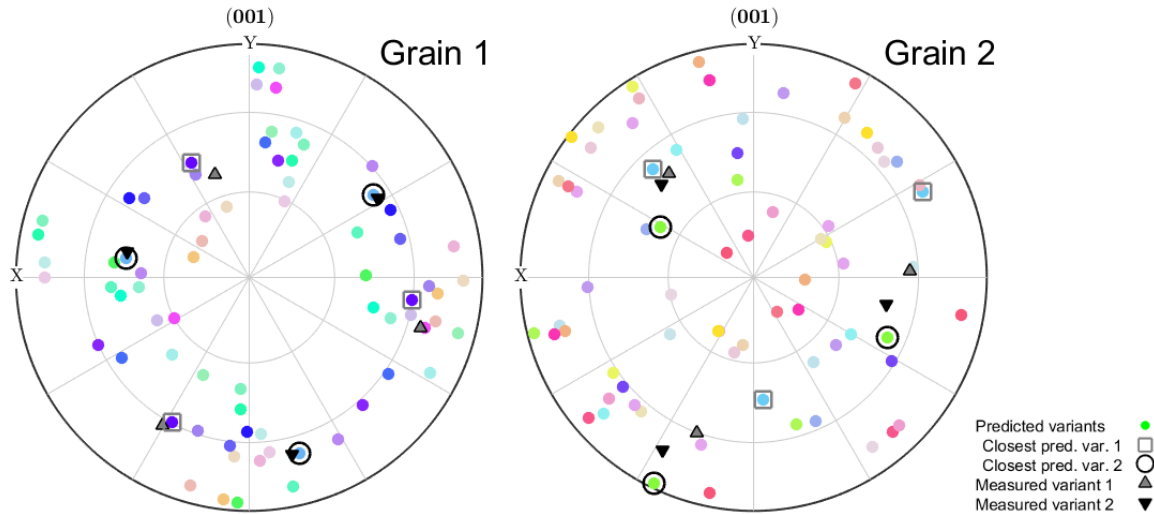 (001)
Y
Grain 1
X
(001)
Y
Grain 2
X
Predicted variants
Closest pred. var. 1
Closest pred. var. 2
Measured variant 1
Measured variant 2